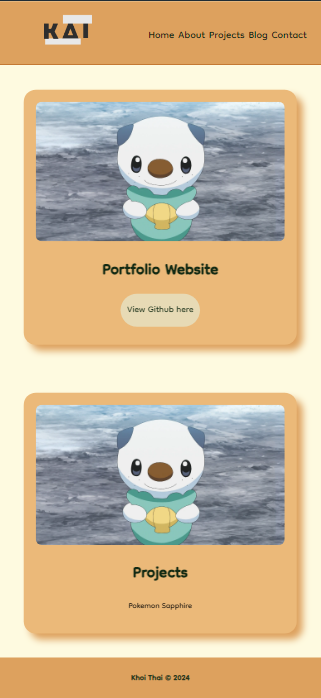 KAI
Home About Projects Blog Contact
Portfolio Website
View Github here
Projects
Pokemon Sapphire
Khoi Thai © 2024